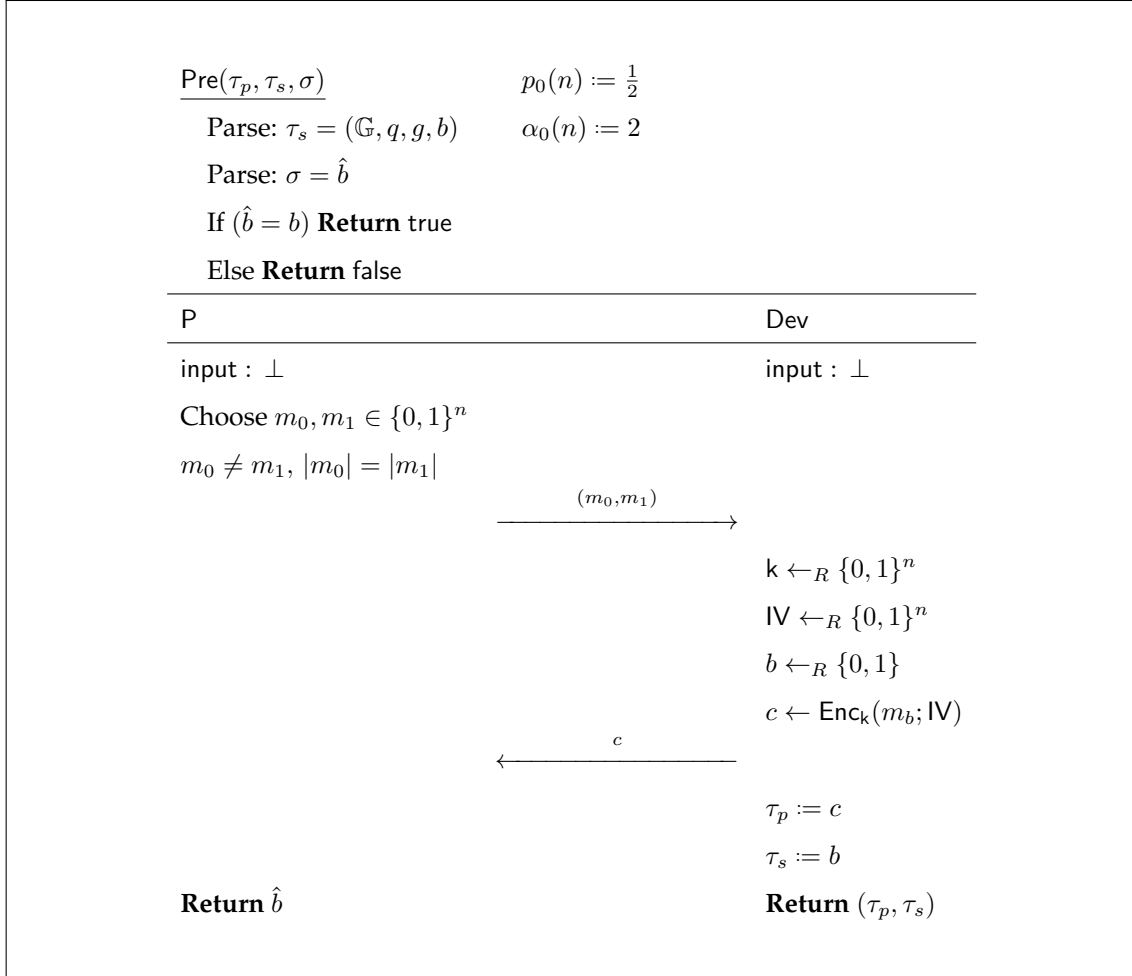 Pre(τ_p, τ_s, σ) p_0(n) := 1/2
Parse: τ_s = (𝔾, q, g, b) α_0(n) := 2
Parse: σ = b̂
If (b̂ = b) Return true
Else Return false
P Dev
input : ⊥ input : ⊥
Choose m_0, m_1 ∈ {0, 1}^n
m_0 ≠ m_1, |m_0| = |m_1|
(m_0,m_1)
k ←_R {0, 1}^n
IV ←_R {0, 1}^n
b ←_R {0, 1}
c ← Enc_k(m_b; IV)
c
τ_p := c
τ_s := b
Return b̂ Return (τ_p, τ_s)